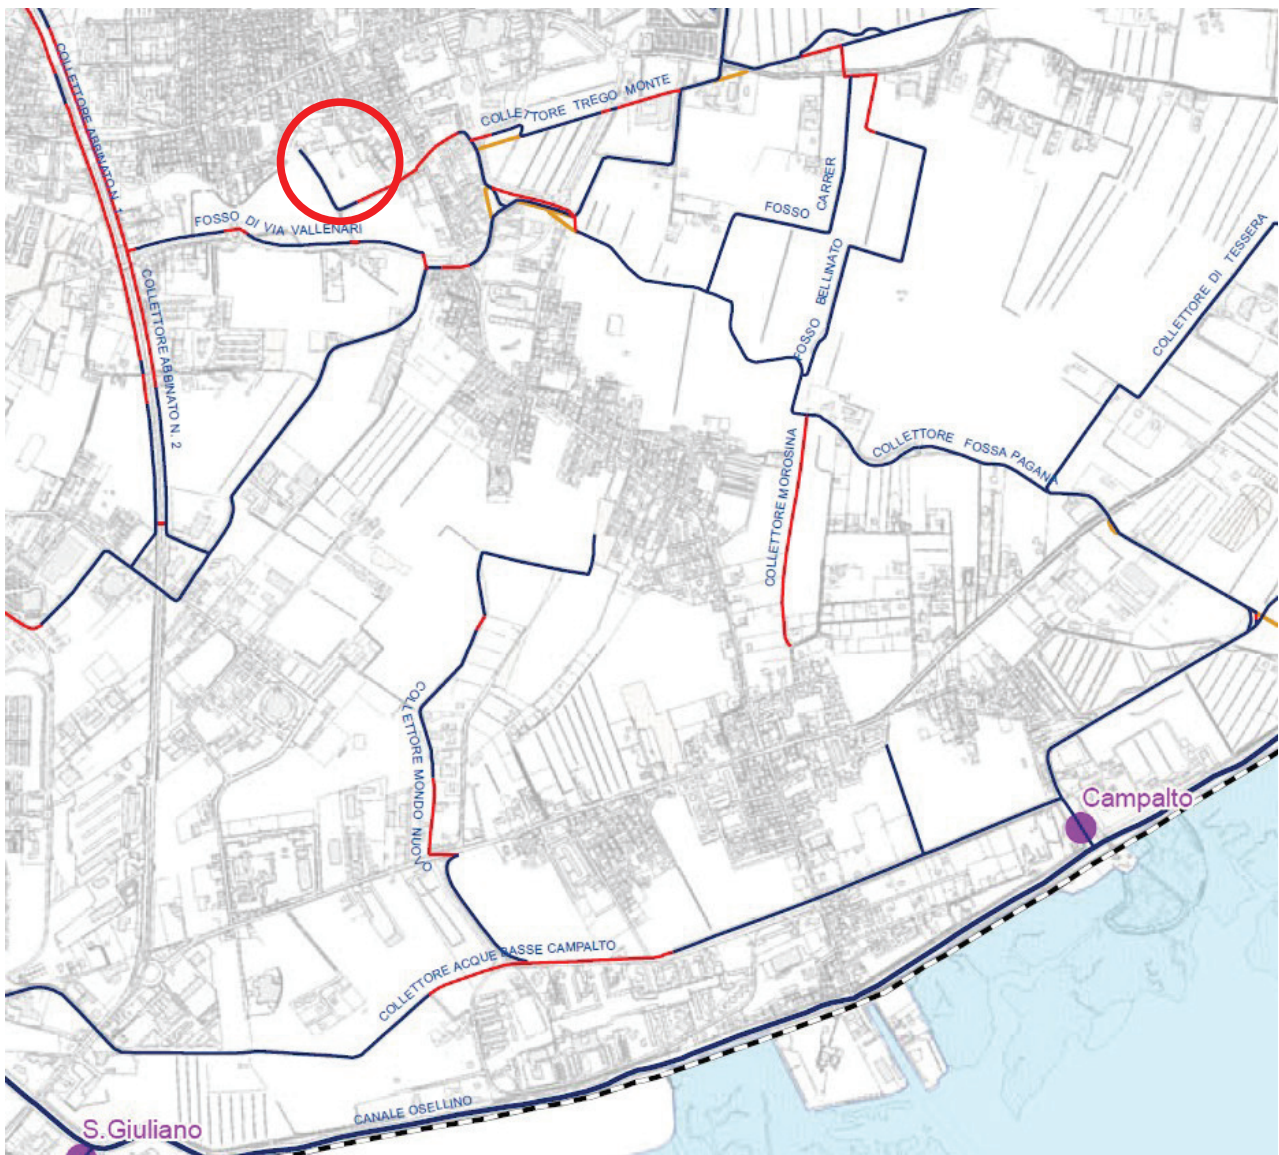 COLLETTORE ABBINATO N. 1
COLLETTORE TREGO MONTE
FOSSO CARRER
FOSSO DI VIA VALLENARI
COLLETTORE DI TESSERA
COLLETTORE ABBINATO N. 2
FOSSO BELLINATO
COLLETTORE FOSSA PAGANA
COLLETTORE MOROSINA
COLLETTORE MONDO NUOVO
Campalto
COLLETTORE ACQUE BASSE CAMPALTO
CANALE OSELLINO
S.Giuliano